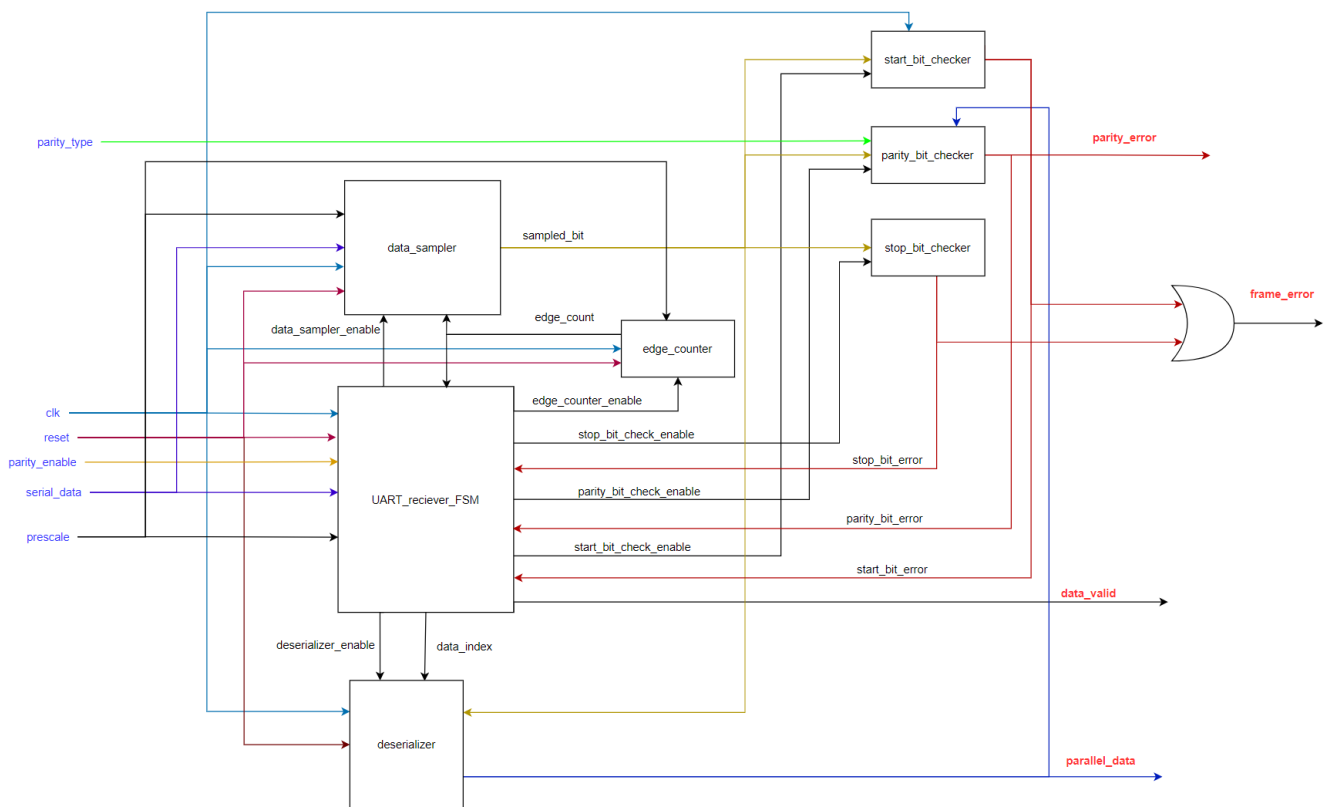 start_bit_checker
parity_type
parity_bit_checker
parity_error
data_sampler
sampled_bit
stop_bit_checker
frame_error
data_sampler_enable
edge_count
edge_counter
edge_counter_enable
clk
reset
stop_bit_check_enable
parity_enable
stop_bit_error
serial_data
UART_reciever_FSM
parity_bit_check_enable
parity_bit_error
prescale
start_bit_check_enable
start_bit_error
data_valid
deserializer_enable
data_index
deserializer
parallel_data